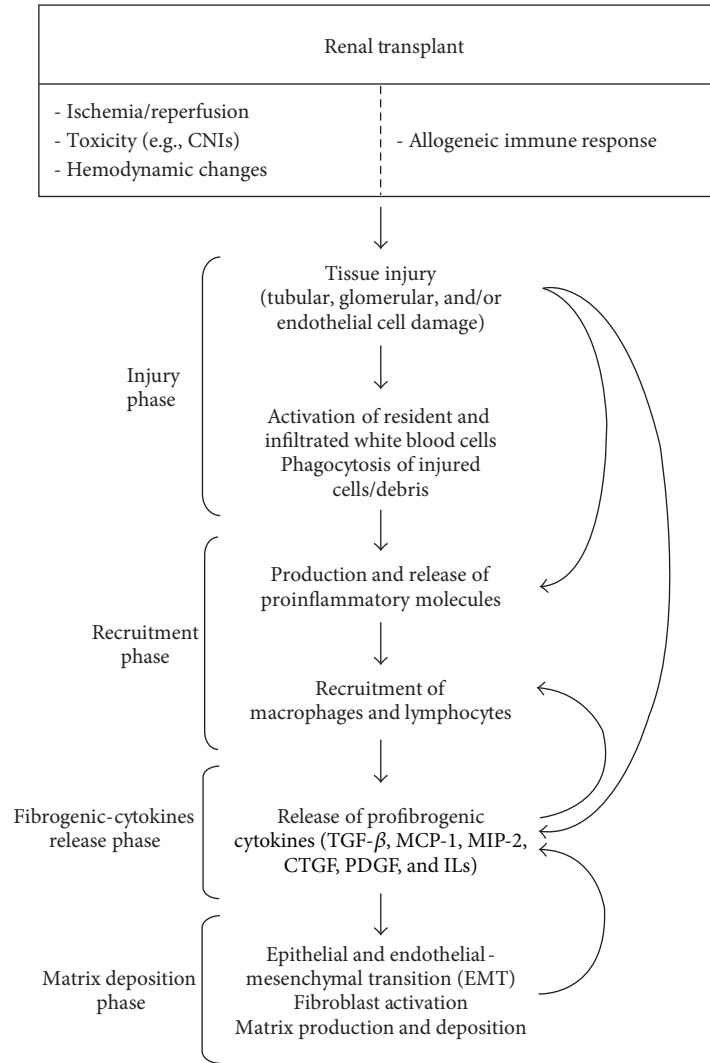 Renal transplant
- Ischemia/reperfusion
- Toxicity (e.g., CNIs)
- Hemodynamic changes
- Allogeneic immune response
Injury
phase
Tissue injury
(tubular, glomerular, and/or
endothelial cell damage)
Activation of resident and
infiltrated white blood cells
Phagocytosis of injured
cells/debris
Recruitment
phase
Production and release of
proinflammatory molecules
Recruitment of
macrophages and lymphocytes
Fibrogenic-cytokines
release phase
Release of profibrogenic
cytokines (TGF-β, MCP-1, MIP-2,
CTGF, PDGF, and ILs)
Matrix deposition
phase
Epithelial and endothelial-
mesenchymal transition (EMT)
Fibroblast activation
Matrix production and deposition